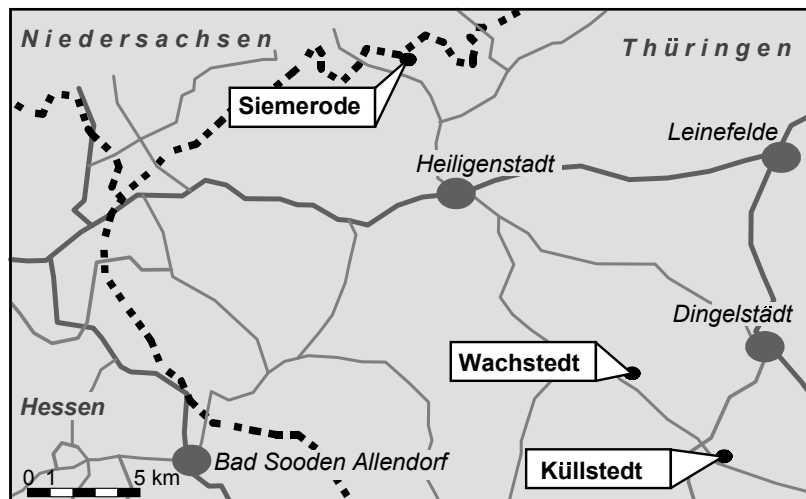 Niedersachsen
Thüringen
Siemerode
Leinefelde
Heiligenstadt
Dingelstädt
Wachstedt
Hessen
Bad Sooden Allendorf
Küllstedt
0 1 5 km